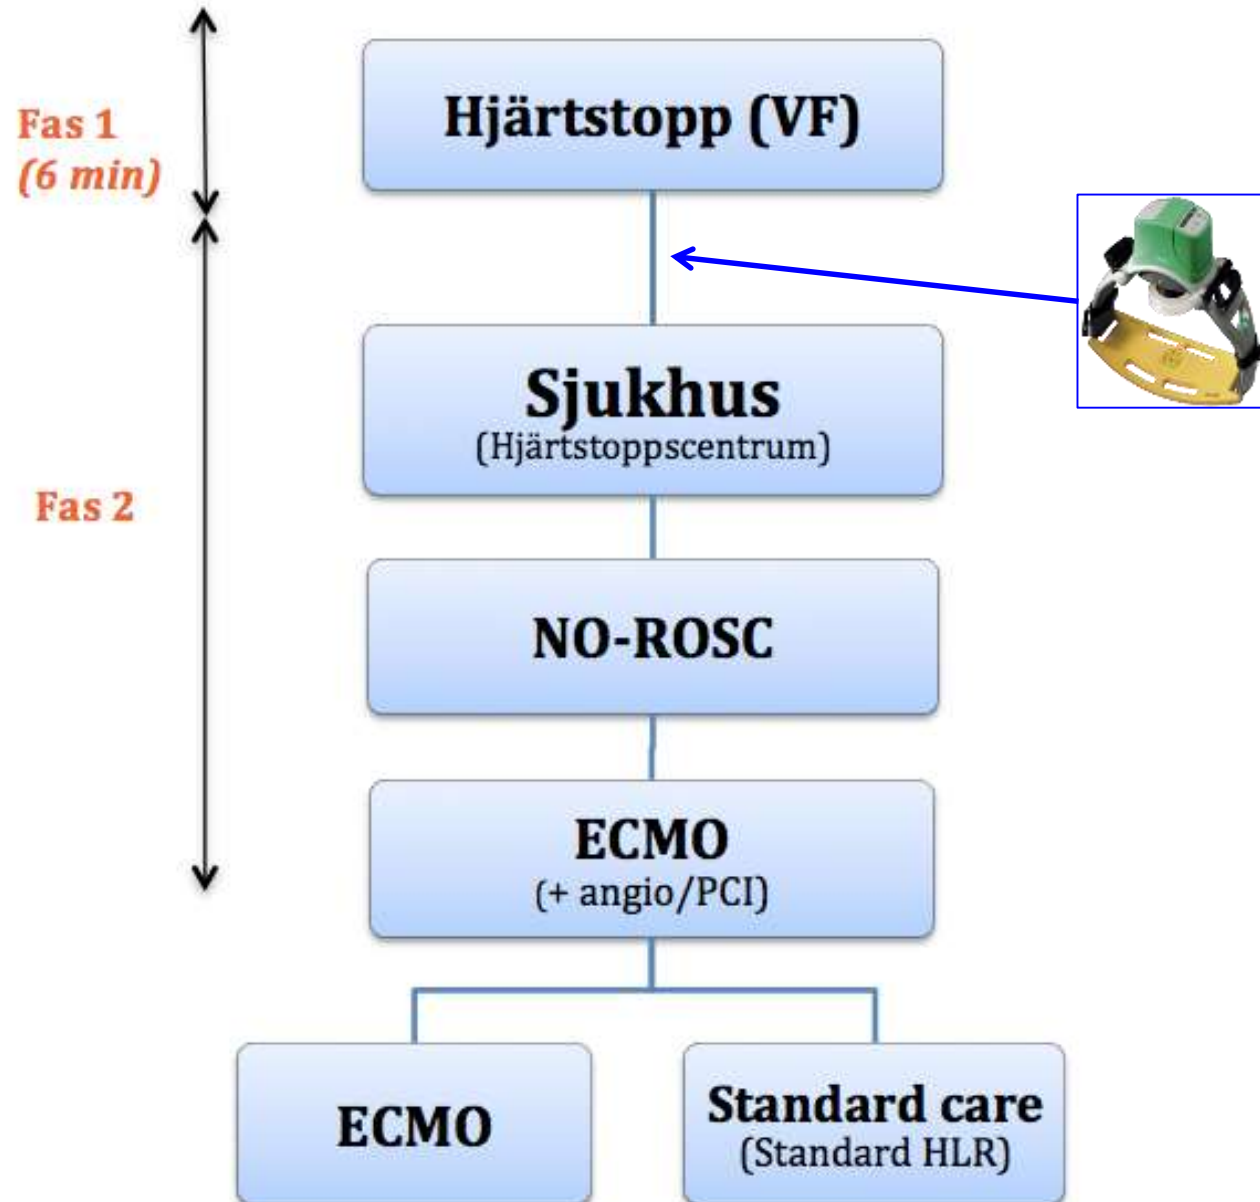 Fas 1
(6 min)
Hjärtstopp (VF)
Sjukhus
(Hjärtstoppscentrum)
Fas 2
NO-ROSC
ECMO
(+ angio/PCI)
ECMO
Standard care
(Standard HLR)